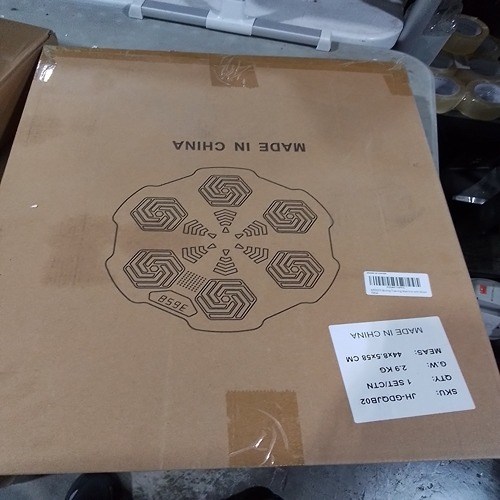 SKU: JH-GDQJB02
QTY: 1 SET/CTN
G.W: 2.9 KG
MEAS: 44x8.5x58 CM
MADE IN CHINA
3658
MADE IN CHINA